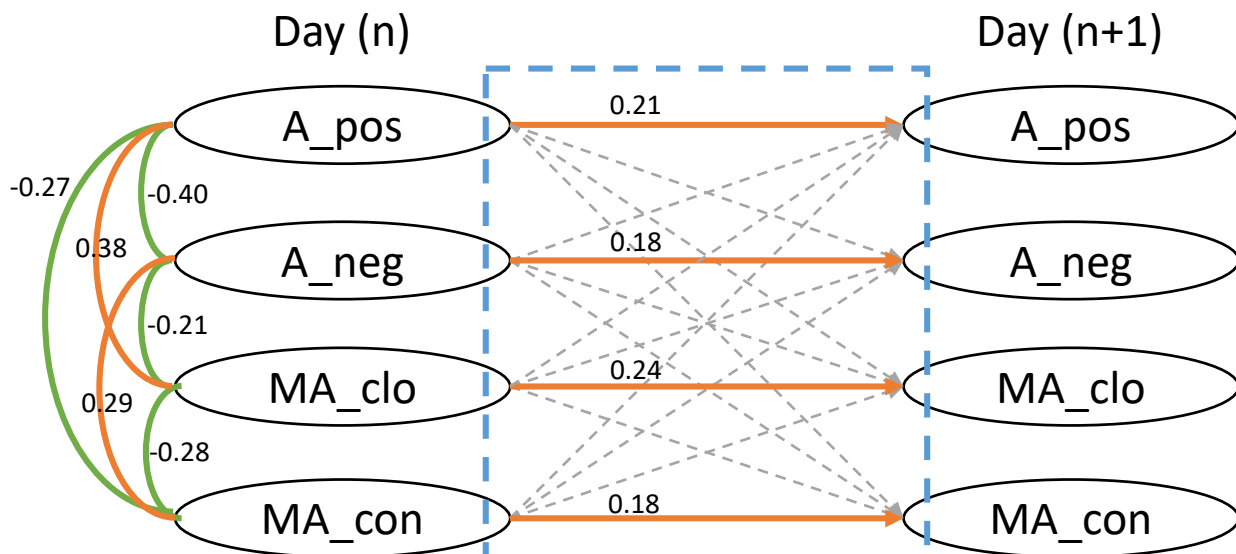 Day (n)
Day (n+1)
A_pos
0.21
A_pos
-0.27
-0.40
0.38
A_neg
0.18
A_neg
-0.21
MA_clo
0.24
MA_clo
0.29
-0.28
MA_con
0.18
MA_con